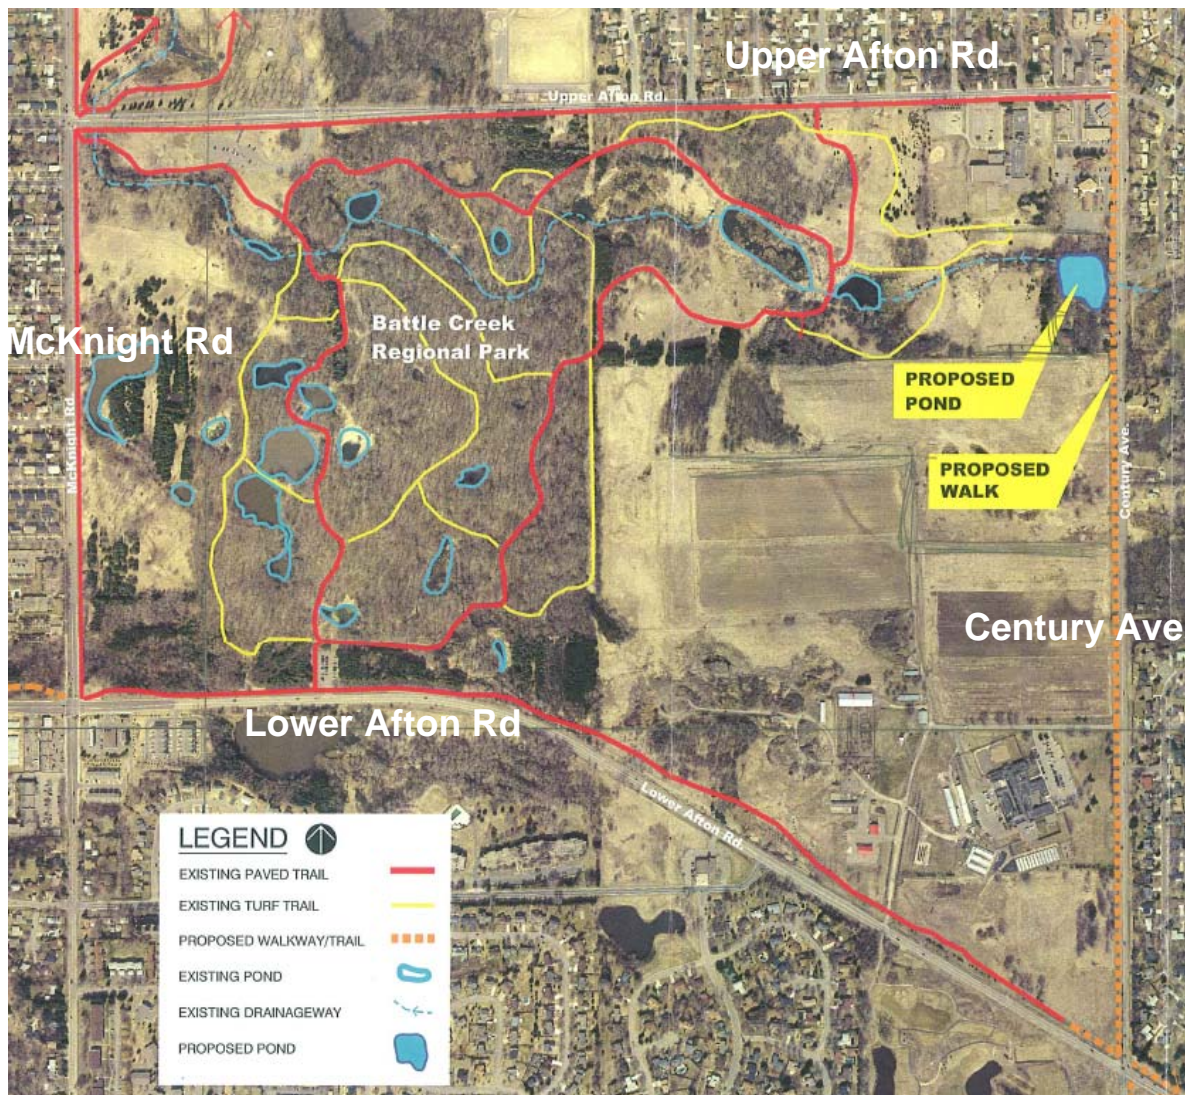 Upper Afton Rd
Upper Afton Rd.
McKnight Rd
Battle Creek
Regional Park
PROPOSED
POND
McKnight Rd.
Century Ave.
PROPOSED
WALK
Century Ave
Lower Afton Rd
Lower Afton Rd.
LEGEND
EXISTING PAVED TRAIL
EXISTING TURF TRAIL
PROPOSED WALKWAY/TRAIL
EXISTING POND
EXISTING DRAINAGEWAY
PROPOSED POND